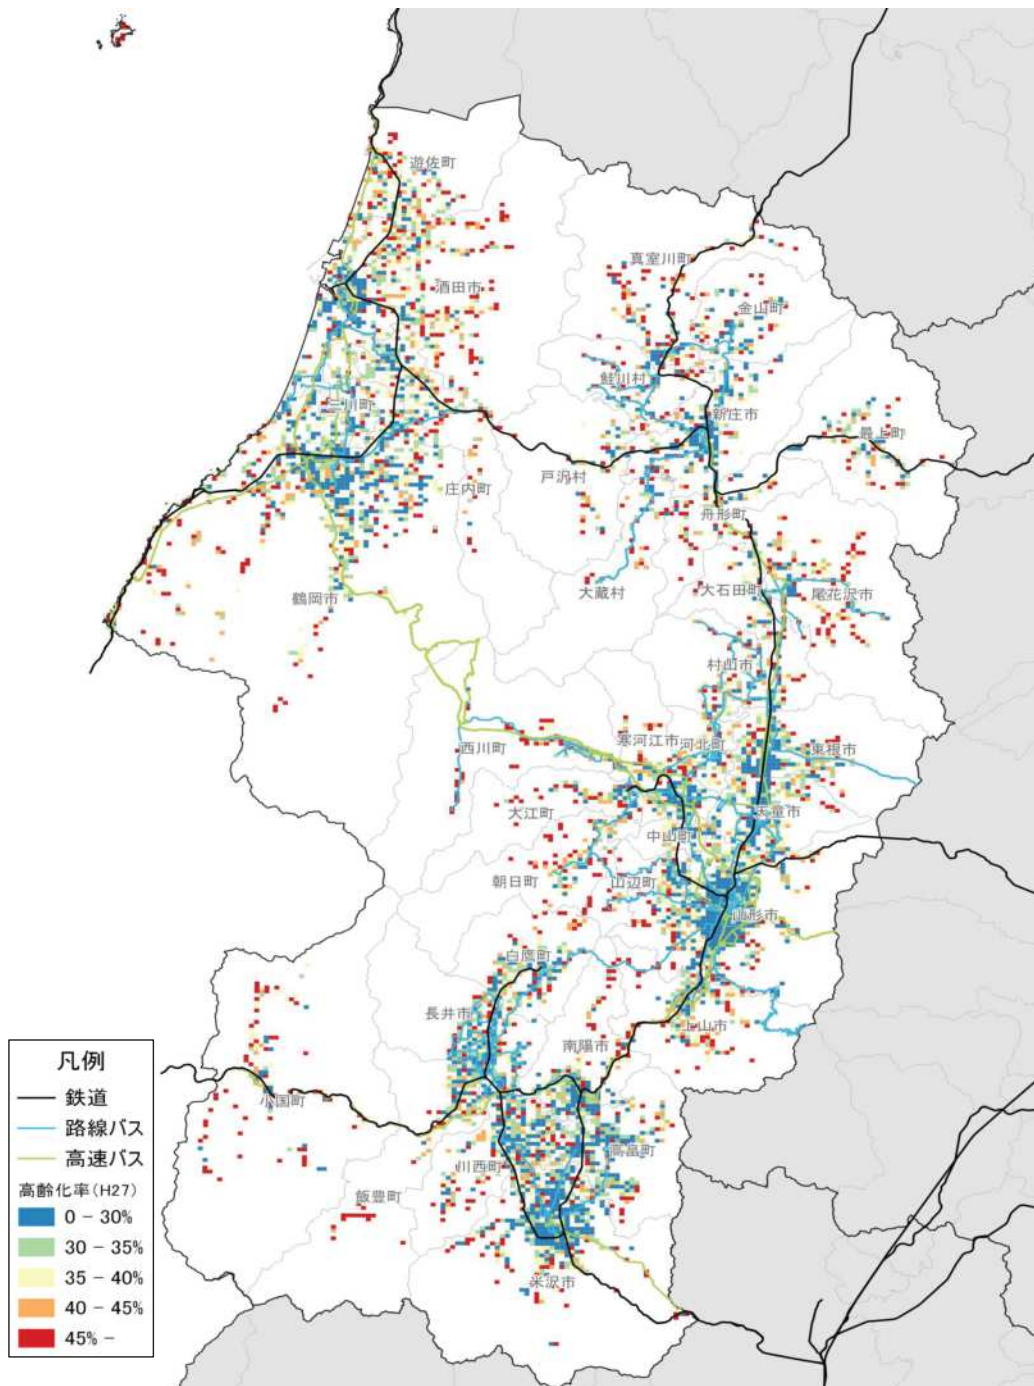 遊佐町
真室川町
酒田市
金山町
鮭川村
三川町
新庄市
最上町
戸沢村
庄内町
舟形町
大蔵村
大石田町
尾花沢市
鶴岡市
村山市
西川町
寒河江市
河北町
東根市
大江町
天童市
中山町
朝日町
山辺町
山形市
白鷹町
長井市
上山市
南陽市
小国町
高畠町
川西町
飯豊町
米沢市
凡例
鉄道
路線バス
高速バス
高齢化率(H27)
0 - 30%
30 - 35%
35 - 40%
40 - 45%
45% -